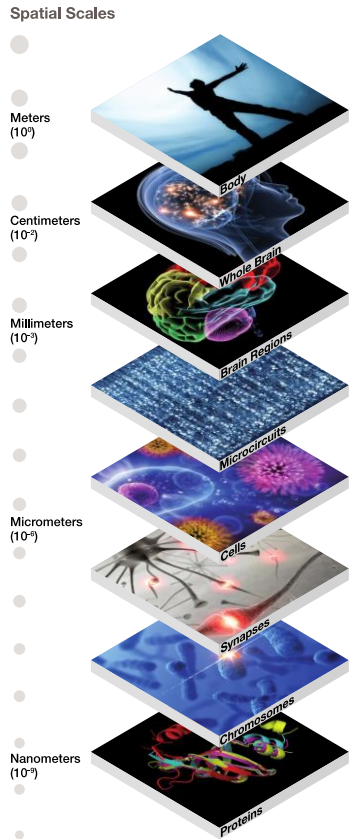 Spatial Scales
Meters
(10⁰)
Body
Centimeters
(10⁻²)
Whole Brain
Millimeters
(10⁻³)
Brain Regions
Microcircuits
Micrometers
(10⁻⁶)
Cells
Synapses
Chromosomes
Nanometers
(10⁻⁹)
Proteins